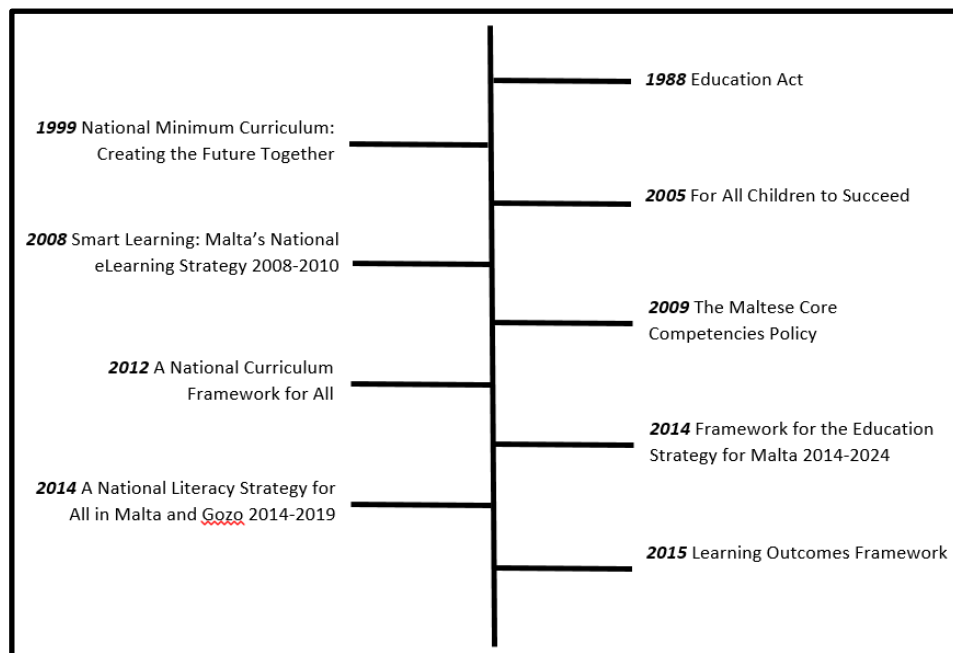 1988 Education Act
1999 National Minimum Curriculum:
Creating the Future Together
2005 For All Children to Succeed
2008 Smart Learning: Malta’s National
eLearning Strategy 2008-2010
2009 The Maltese Core
Competencies Policy
2012 A National Curriculum
Framework for All
2014 Framework for the Education
Strategy for Malta 2014-2024
2014 A National Literacy Strategy for
All in Malta and Gozo 2014-2019
2015 Learning Outcomes Framework